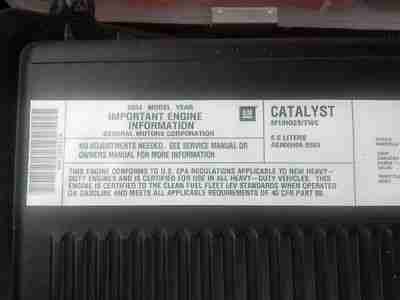 2004 MODEL YEAR
IMPORTANT ENGINE
INFORMATION
GENERAL MOTORS CORPORATION
GM
CATALYST
NO ADJUSTMENTS NEEDED. SEE SERVICE MANUAL OR
OWNERS MANUAL FOR MORE INFORMATION
LITERS
THIS ENGINE CONFORMS TO U.S. EPA REGULATIONS APPLICABLE TO NEW HEAVY-
DUTY ENGINES AND IS CERTIFIED FOR USE IN ALL HEAVY-DUTY VEHICLES. THIS
ENGINE IS CERTIFIED TO THE CLEAN FUEL FLEET LEV STANDARDS WHEN OPERATED
ON GASOLINE AND MEETS ALL APPLICABLE REQUIREMENTS OF 40 CFR PART 88.